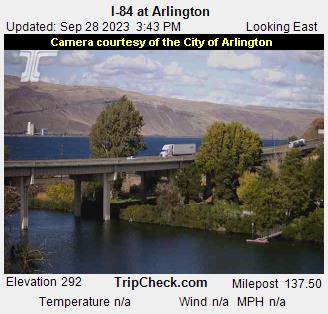 I-84 at Arlington
Updated: Sep 28 2023 3:43 PM Looking East
Camera courtesy of the City of Arlington
Elevation 292 TripCheck.com Milepost 137.50
Temperature n/a Wind n/a MPH n/a